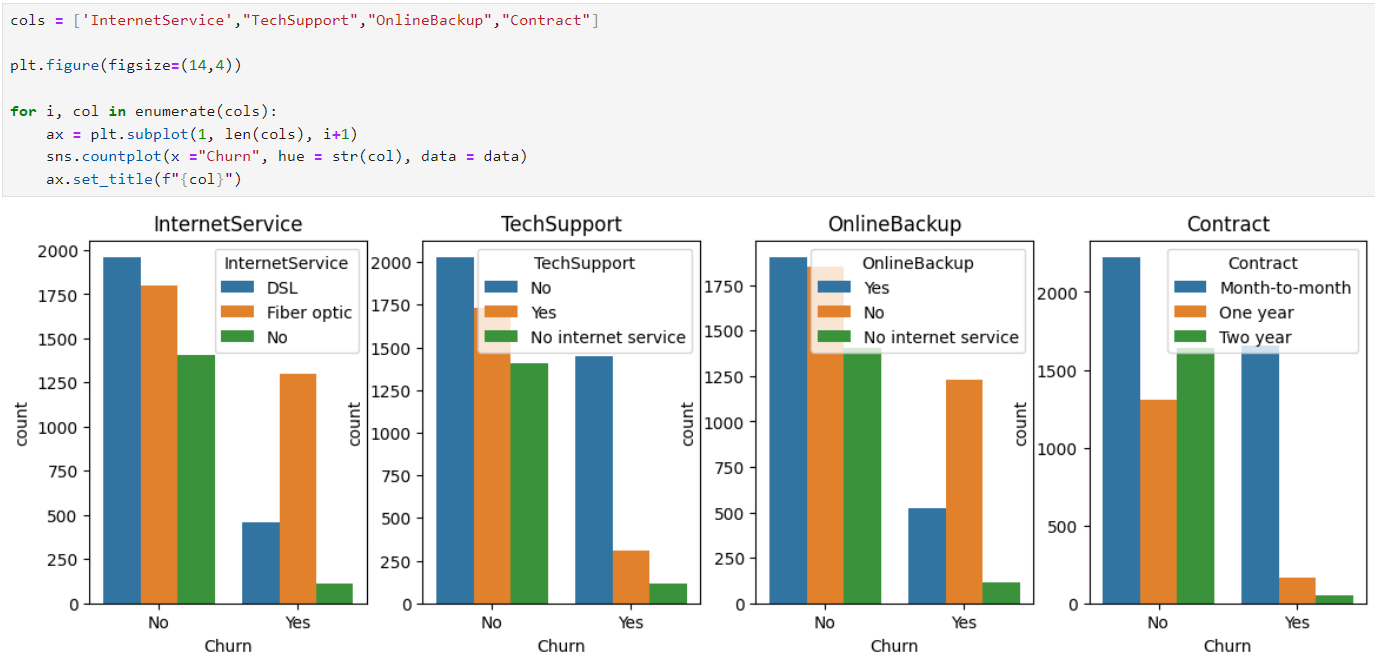 cols = ['InternetService',"TechSupport","OnlineBackup","Contract"]
plt.figure(figsize=(14,4))
for i, col in enumerate(cols):
    ax = plt.subplot(1, len(cols), i+1)
    sns.countplot(x ="Churn", hue = str(col), data = data)
    ax.set_title(f"{col}")
InternetService
InternetService
DSL
Fiber optic
No
2000
1750
1500
1250
1000
750
500
250
0
count
No
Yes
Churn
TechSupport
TechSupport
No
Yes
No internet service
2000
1750
1500
1250
1000
750
500
250
0
count
No
Yes
Churn
OnlineBackup
OnlineBackup
Yes
No
No internet service
1750
1500
1250
1000
750
500
250
0
count
No
Yes
Churn
Contract
Contract
Month-to-month
One year
Two year
2000
1500
1000
500
0
count
No
Yes
Churn